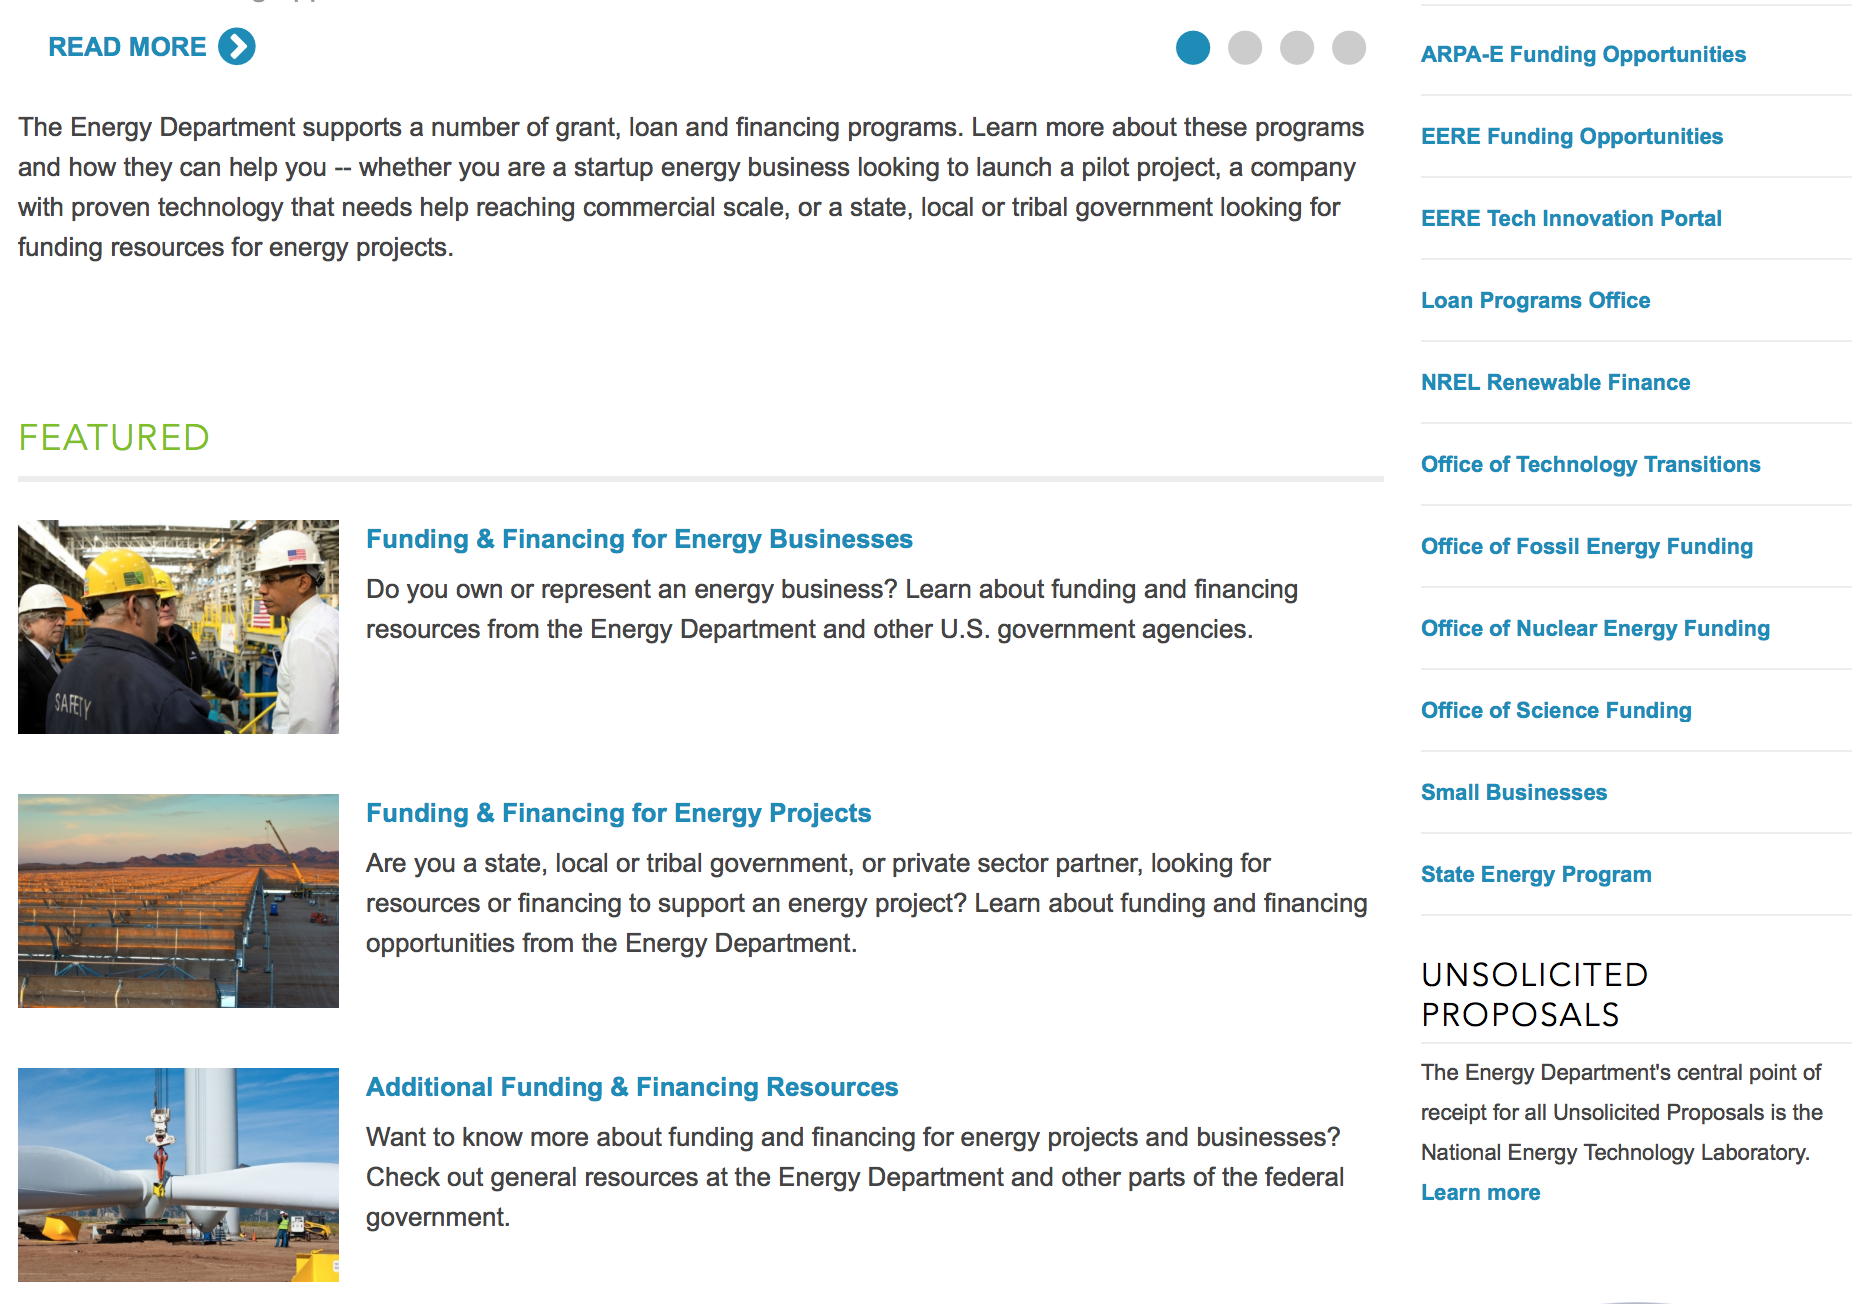 READ MORE
The Energy Department supports a number of grant, loan and financing programs. Learn more about these programs
and how they can help you -- whether you are a startup energy business looking to launch a pilot project, a company
with proven technology that needs help reaching commercial scale, or a state, local or tribal government looking for
funding resources for energy projects.
FEATURED
SAFETY
Funding & Financing for Energy Businesses
Do you own or represent an energy business? Learn about funding and financing
resources from the Energy Department and other U.S. government agencies.
Funding & Financing for Energy Projects
Are you a state, local or tribal government, or private sector partner, looking for
resources or financing to support an energy project? Learn about funding and financing
opportunities from the Energy Department.
Additional Funding & Financing Resources
Want to know more about funding and financing for energy projects and businesses?
Check out general resources at the Energy Department and other parts of the federal
government.
ARPA-E Funding Opportunities
EERE Funding Opportunities
EERE Tech Innovation Portal
Loan Programs Office
NREL Renewable Finance
Office of Technology Transitions
Office of Fossil Energy Funding
Office of Nuclear Energy Funding
Office of Science Funding
Small Businesses
State Energy Program
UNSOLICITED
PROPOSALS
The Energy Department's central point of
receipt for all Unsolicited Proposals is the
National Energy Technology Laboratory.
Learn more